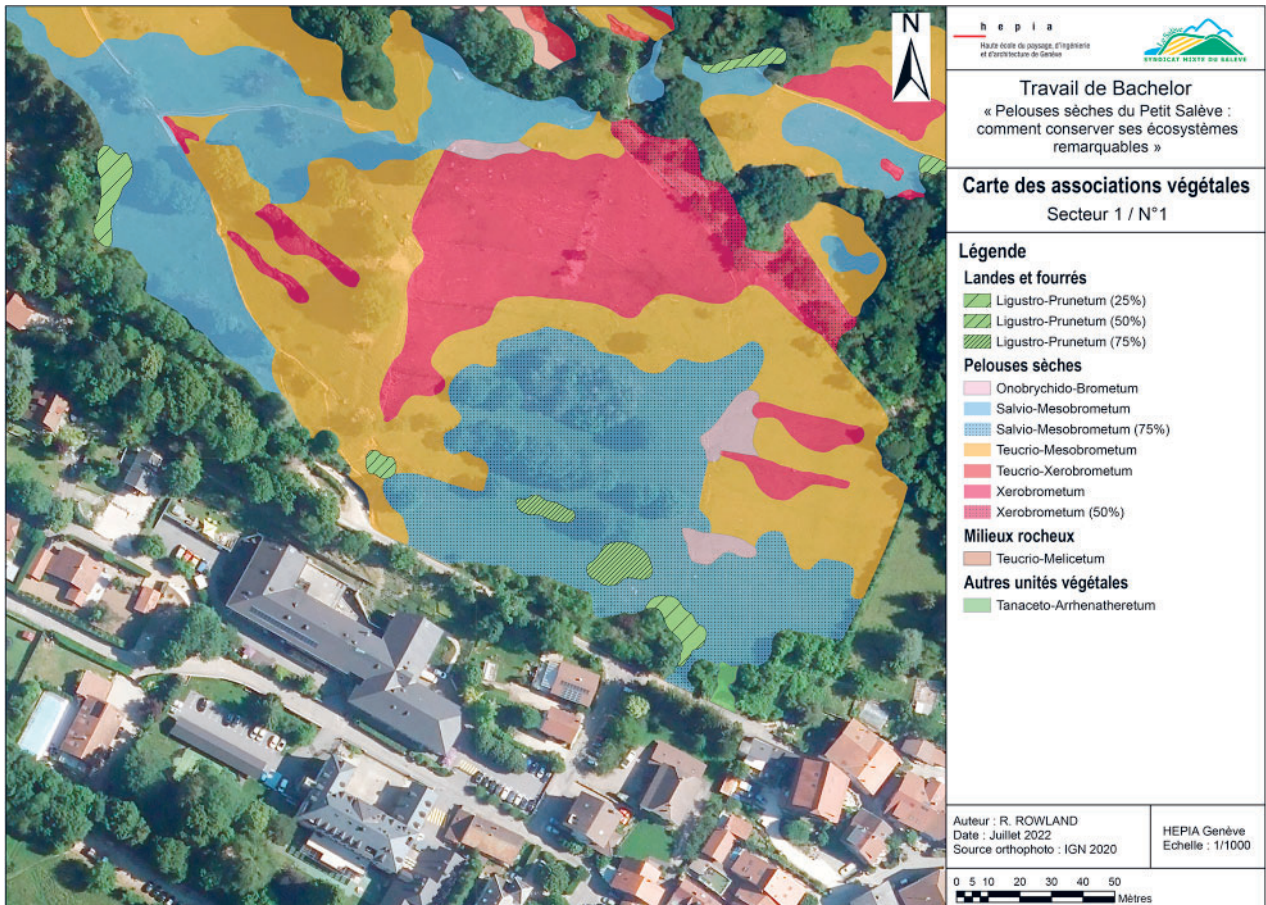 N
hepia
Haute école du paysage, d'ingénierie
et d'architecture de Genève
Le Salève
SYNDICAT MIXTE DU SALÈVE
Travail de Bachelor
« Pelouses sèches du Petit Salève :
comment conserver ses écosystèmes
remarquables »
Carte des associations végétales
Secteur 1 / N°1
Légende
Landes et fourrés
Ligustro-Prunetum (25%)
Ligustro-Prunetum (50%)
Ligustro-Prunetum (75%)
Pelouses sèches
Onobrychido-Brometum
Salvio-Mesobrometum
Salvio-Mesobrometum (75%)
Teucrio-Mesobrometum
Teucrio-Xerobrometum
Xerobrometum
Xerobrometum (50%)
Milieux rocheux
Teucrio-Melicetum
Autres unités végétales
Tanaceto-Arrhenatheretum
Auteur : R. ROWLAND
Date : Juillet 2022
Source orthophoto : IGN 2020
HEPIA Genève
Echelle : 1/1000
0 5 10 20 30 40 50
Mètres